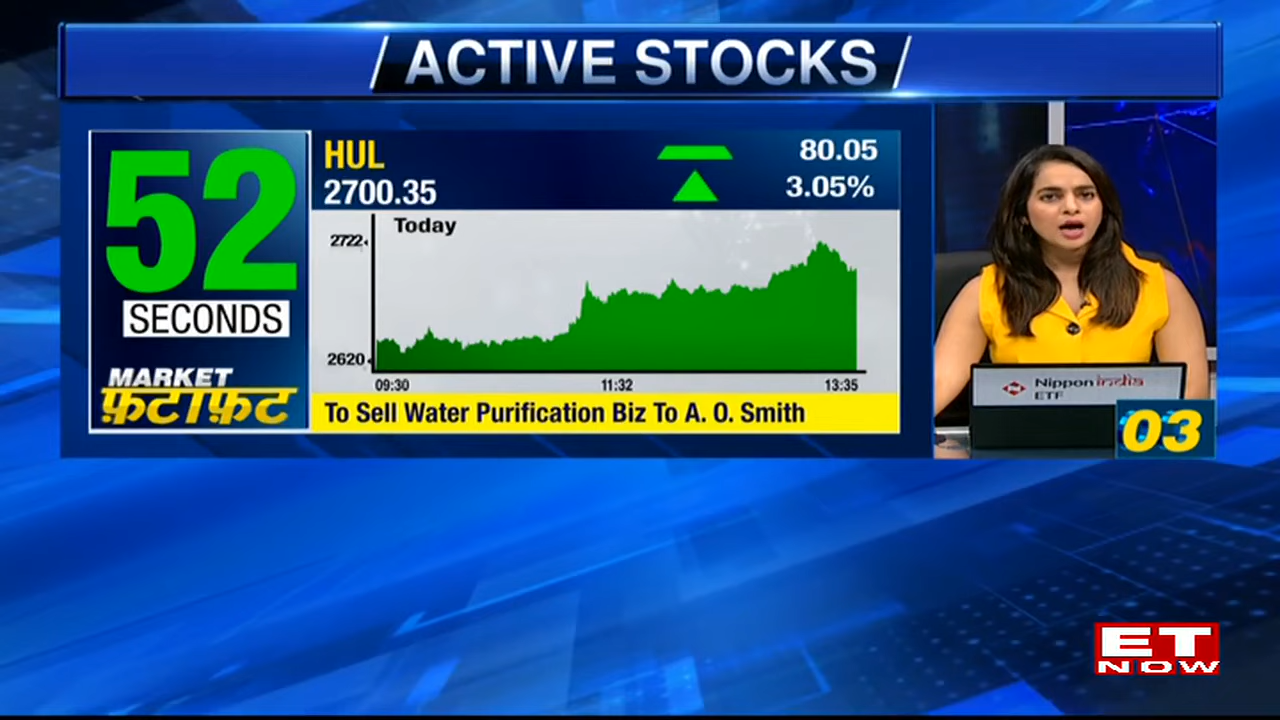 ACTIVE STOCKS
52
SECONDS
MARKET
फ़टाफ़ट
HUL
80.05
2700.35
3.05%
Today
2722
2620
09:30 11:32 13:35
To Sell Water Purification Biz To A. O. Smith
Nippon india
ETF
03
ET
NOW